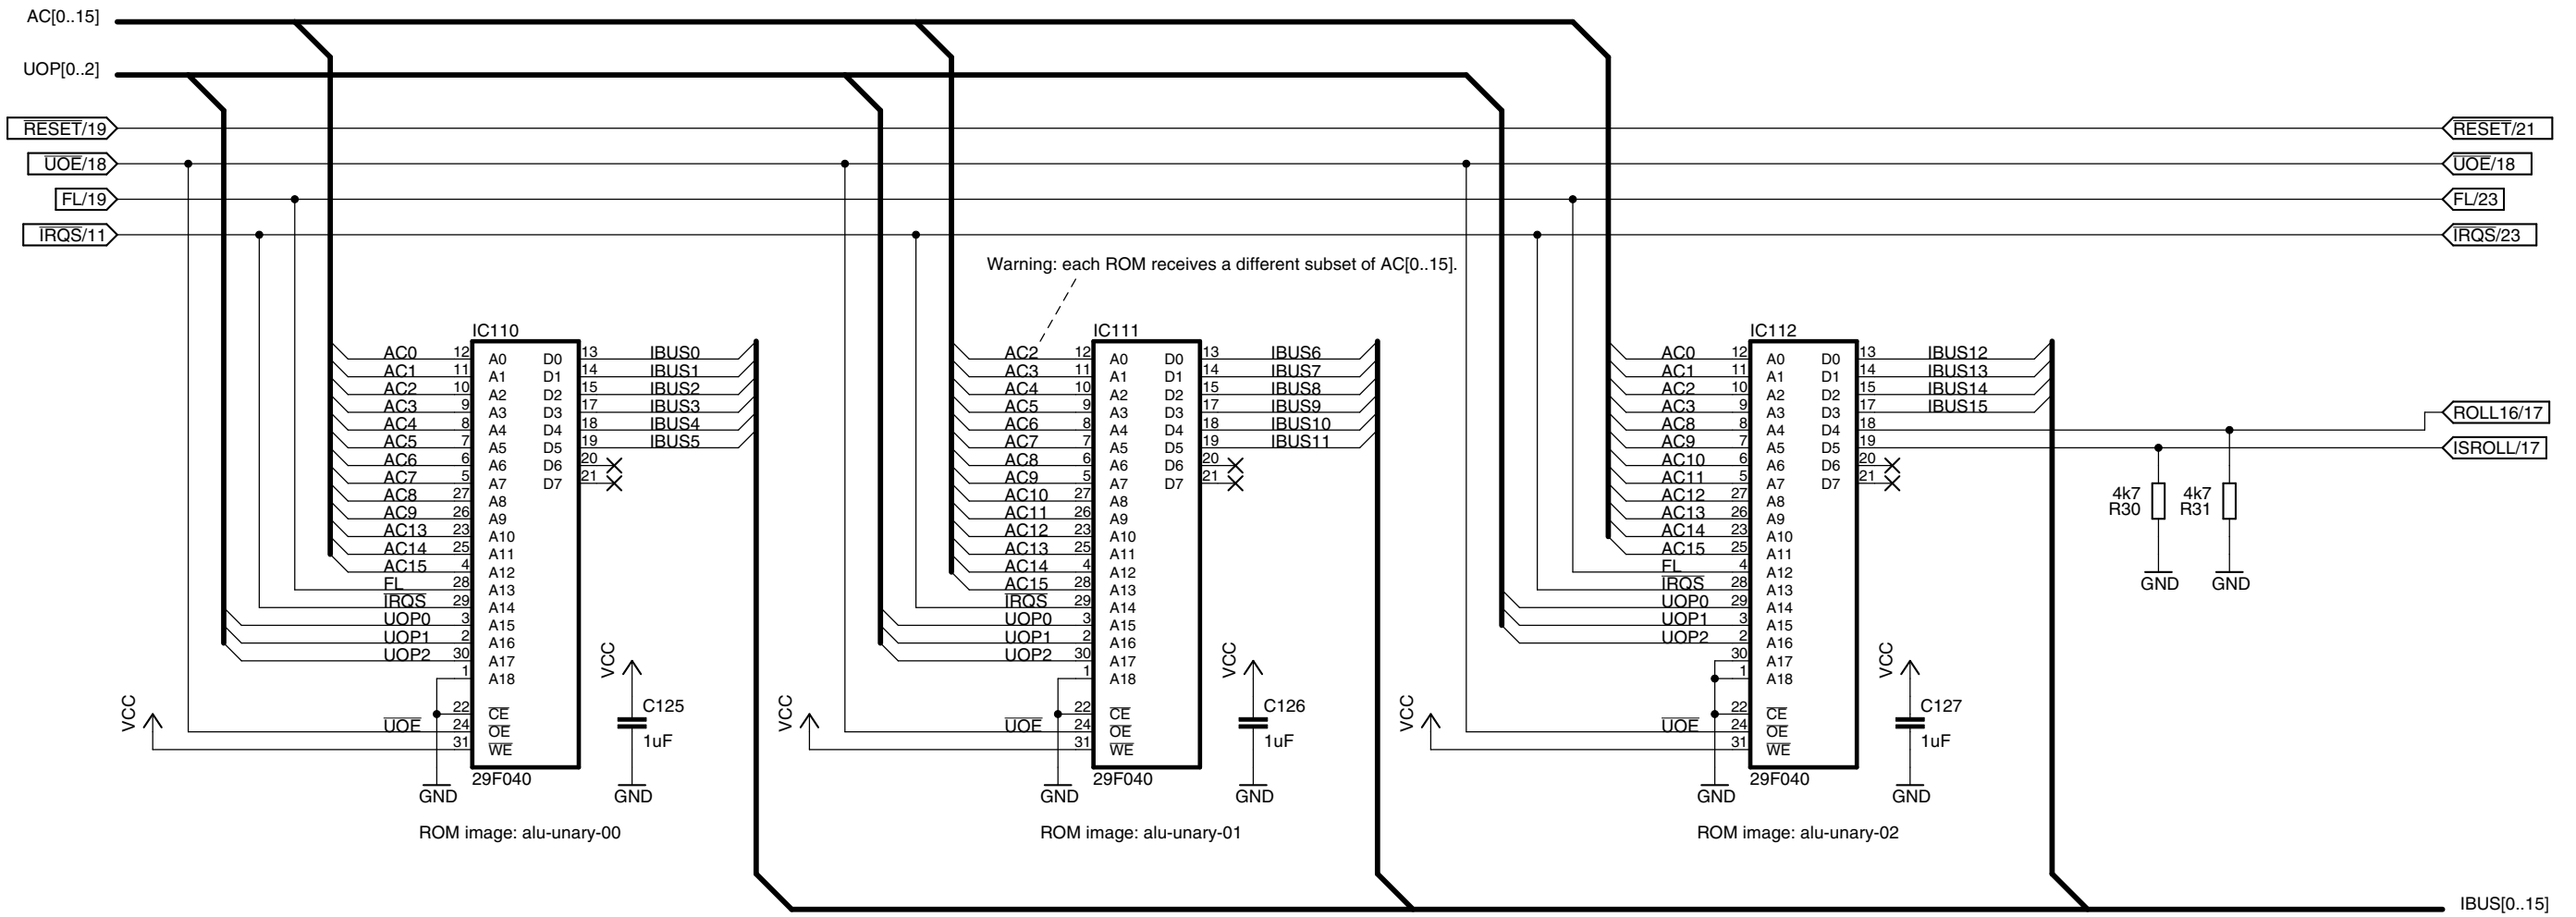 AC[0..15]
UOP[0..2]
RESET/19
RESET/21
UOE/18
UOE/18
FL/19
FL/23
IRQS/11
IRQS/23
Warning: each ROM receives a different subset of AC[0..15].
IC110
AC0 12 A0 D0 13 IBUS0
AC1 11 A1 D1 14 IBUS1
AC2 10 A2 D2 15 IBUS2
AC3 9 A3 D3 17 IBUS3
AC4 8 A4 D4 18 IBUS4
AC5 7 A5 D5 19 IBUS5
AC6 6 A6 D6 20
AC7 5 A7 D7 21
AC8 27 A8
AC9 26 A9
AC13 23 A10
AC14 25 A11
AC15 4 A12
FL 28 A13
IRQS 29 A14
UOP0 3 A15
UOP1 2 A16
UOP2 30 A17
1 A18
22 CE
UOE 24 OE
31 WE
29F040
VCC
GND
VCC
C125
1uF
GND
ROM image: alu-unary-00
IC111
AC2 12 A0 D0 13 IBUS6
AC3 11 A1 D1 14 IBUS7
AC4 10 A2 D2 15 IBUS8
AC5 9 A3 D3 17 IBUS9
AC6 8 A4 D4 18 IBUS10
AC7 7 A5 D5 19 IBUS11
AC8 6 A6 D6 20
AC9 5 A7 D7 21
AC10 27 A8
AC11 26 A9
AC12 23 A10
AC13 25 A11
AC14 4 A12
AC15 28 A13
IRQS 29 A14
UOP0 3 A15
UOP1 2 A16
UOP2 30 A17
1 A18
22 CE
UOE 24 OE
31 WE
29F040
VCC
GND
VCC
C126
1uF
GND
ROM image: alu-unary-01
IC112
AC0 12 A0 D0 13 IBUS12
AC1 11 A1 D1 14 IBUS13
AC2 10 A2 D2 15 IBUS14
AC3 9 A3 D3 17 IBUS15
AC8 8 A4 D4 18
AC9 7 A5 D5 19
AC10 6 A6 D6 20
AC11 5 A7 D7 21
AC12 27 A8
AC13 26 A9
AC14 23 A10
AC15 25 A11
FL 4 A12
IRQS 28 A13
UOP0 29 A14
UOP1 3 A15
UOP2 2 A16
30 A17
1 A18
22 CE
UOE 24 OE
31 WE
29F040
VCC
GND
VCC
C127
1uF
GND
ROM image: alu-unary-02
ROLL16/17
ISROLL/17
4k7
R30
4k7
R31
GND
GND
IBUS[0..15]